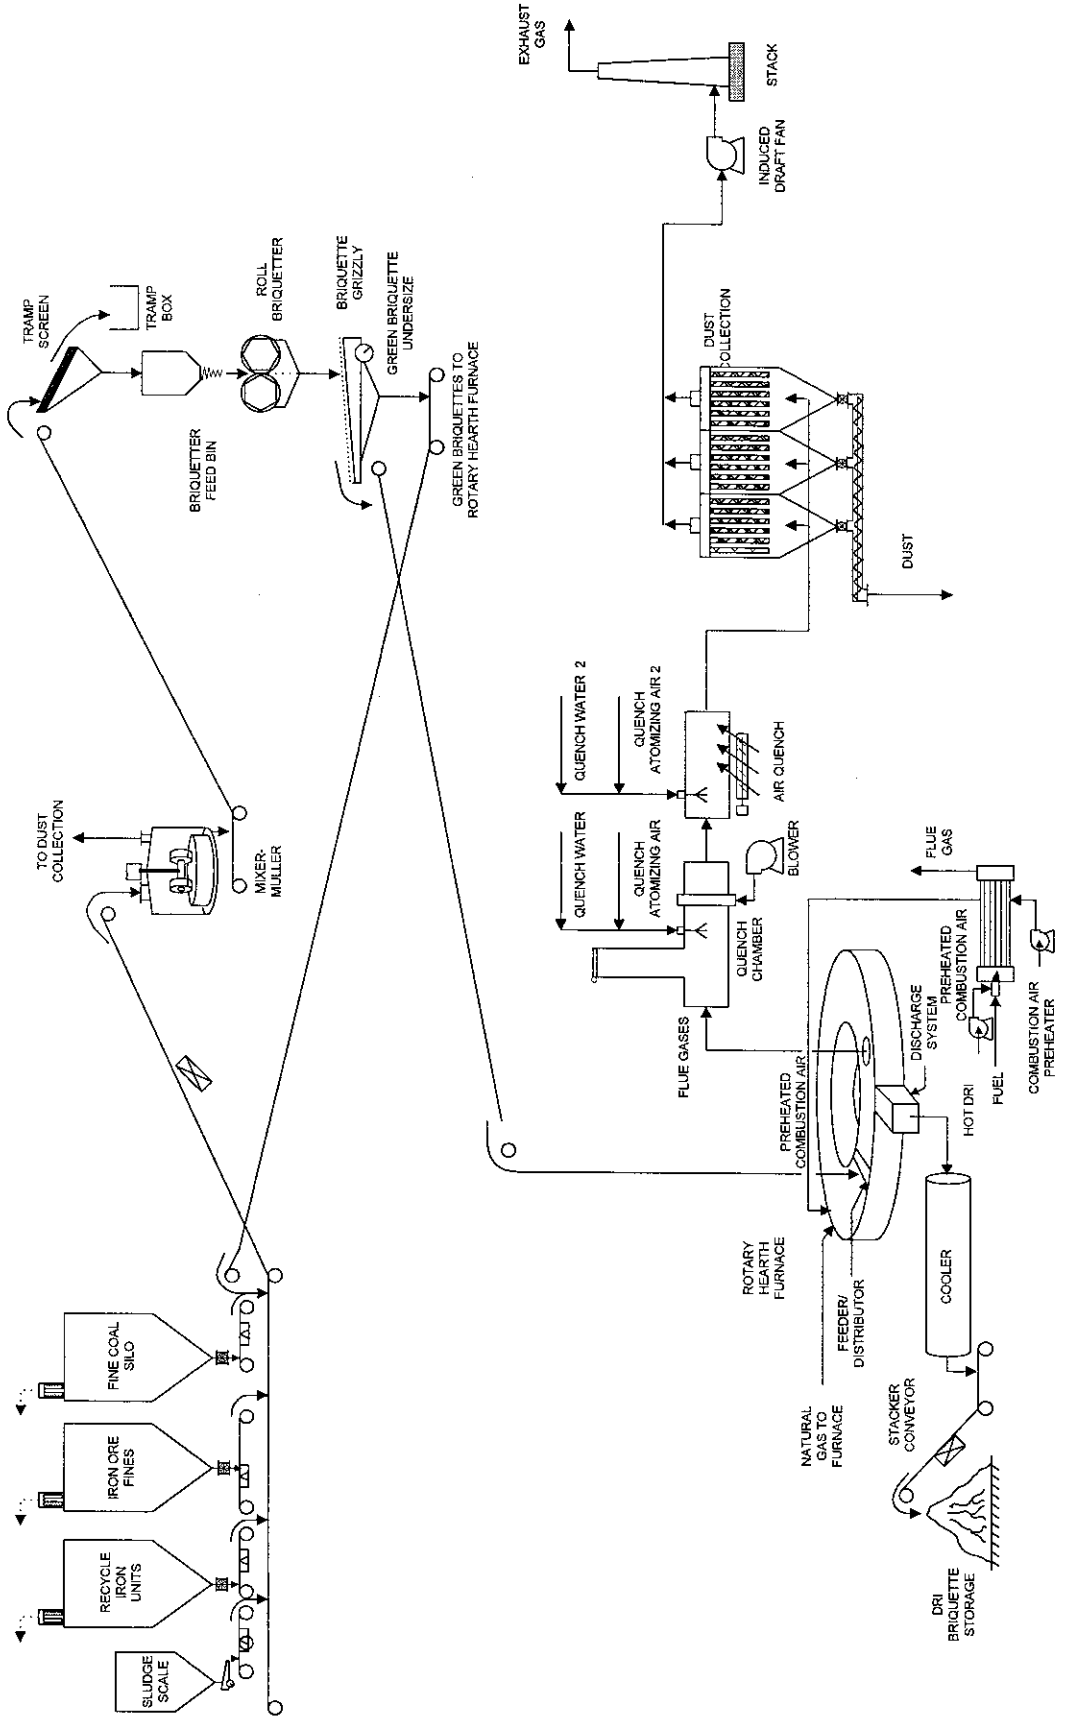 SLUDGE
SCALE
RECYCLE
IRON
UNITS
IRON ORE
FINES
FINE COAL
SILO
TO DUST
COLLECTION
MIXER-
MULLER
TRAMP
SCREEN
TRAMP
BOX
BRIQUETTER
FEED BIN
ROLL
BRIQUETTER
BRIQUETTE
GRIZZLY
GREEN BRIQUETTE
UNDERSIZE
GREEN BRIQUETTES TO
ROTARY HEARTH FURNACE
QUENCH WATER
QUENCH
ATOMIZING AIR
QUENCH WATER 2
QUENCH
ATOMIZING AIR 2
FLUE GASES
QUENCH
CHAMBER
BLOWER
AIR QUENCH
DUST
COLLECTION
DUST
INDUCED
DRAFT FAN
STACK
EXHAUST
GAS
ROTARY
HEARTH
FURNACE
PREHEATED
COMBUSTION AIR
FEEDER/
DISTRIBUTOR
NATURAL
GAS TO
FURNACE
DISCHARGE
SYSTEM
PREHEATED
COMBUSTION AIR
FLUE
GAS
HOT DRI
FUEL
COMBUSTION AIR
PREHEATER
COOLER
STACKER
CONVEYOR
DRI
BRIQUETTE
STORAGE